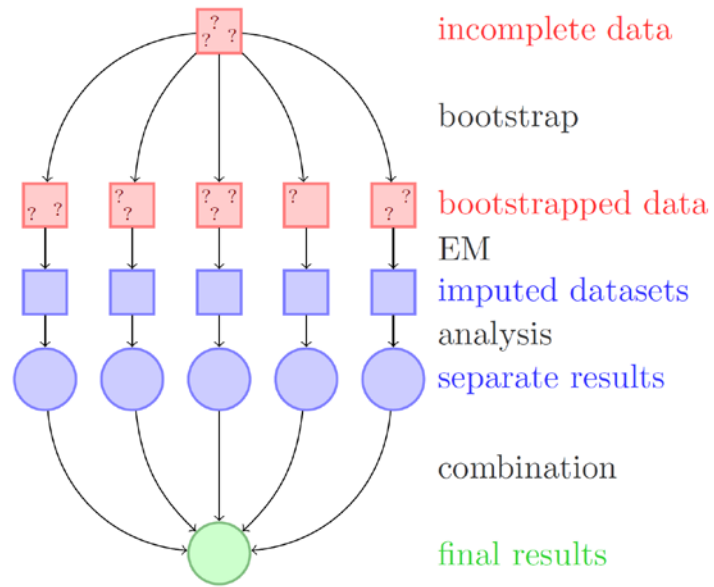 ?
? ?
incomplete data
bootstrap
? ? ? ? ? ? ?
? ? ? ?
bootstrapped data
EM
imputed datasets
analysis
separate results
combination
final results